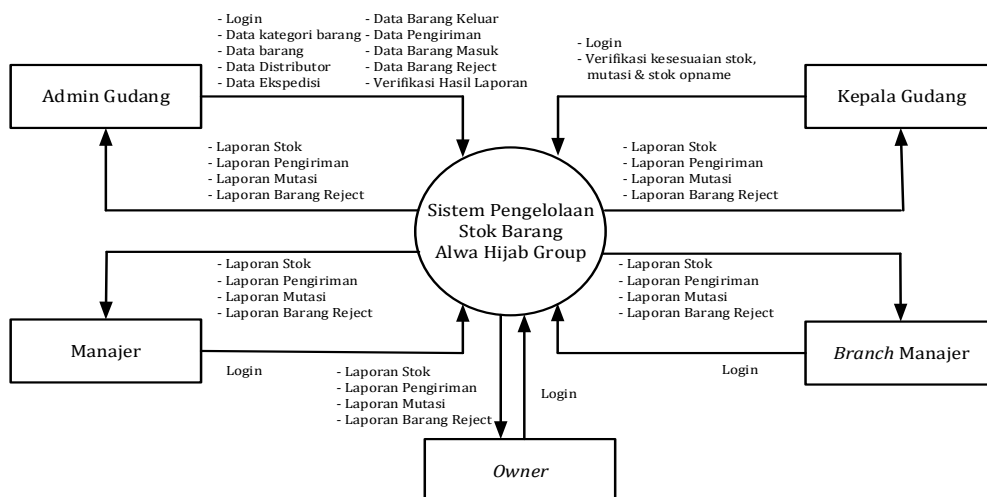 - Login
- Data kategori barang
- Data barang
- Data Distributor
- Data Ekspedisi
- Data Barang Keluar
- Data Pengiriman
- Data Barang Masuk
- Data Barang Reject
- Verifikasi Hasil Laporan
- Login
- Verifikasi kesesuaian stok,
mutasi & stok opname
Admin Gudang
Kepala Gudang
- Laporan Stok
- Laporan Pengiriman
- Laporan Mutasi
- Laporan Barang Reject
- Laporan Stok
- Laporan Pengiriman
- Laporan Mutasi
- Laporan Barang Reject
Sistem Pengelolaan
Stok Barang
Alwa Hijab Group
- Laporan Stok
- Laporan Pengiriman
- Laporan Mutasi
- Laporan Barang Reject
- Laporan Stok
- Laporan Pengiriman
- Laporan Mutasi
- Laporan Barang Reject
Manajer
Branch Manajer
Login
Login
- Laporan Stok
- Laporan Pengiriman
- Laporan Mutasi
- Laporan Barang Reject
Login
Owner